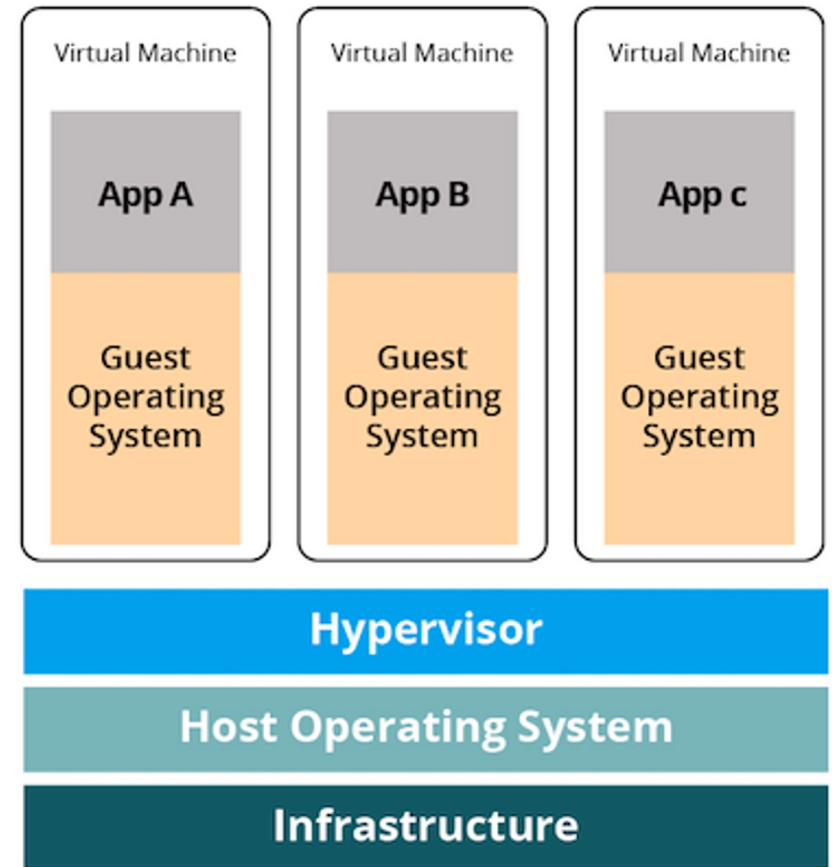 Virtual Machine
App A
Guest
Operating
System
Virtual Machine
App B
Guest
Operating
System
Virtual Machine
App c
Guest
Operating
System
Hypervisor
Host Operating System
Infrastructure